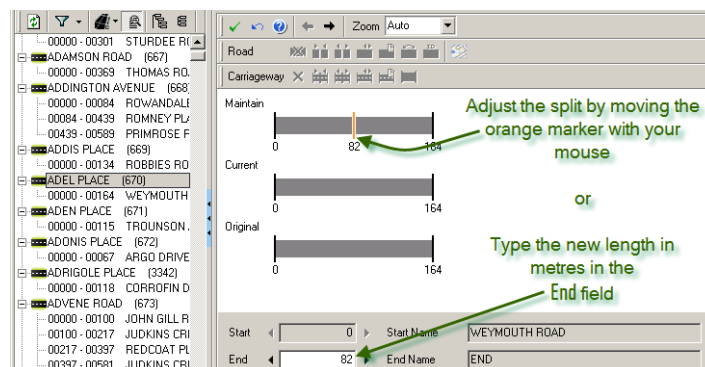 00000 - 00301 STURDEE R
ADAMSON ROAD (667)
00000 - 00369 THOMAS RO.
ADDINGTON AVENUE (668)
00000 - 00084 ROWANDALE
00084 - 00439 ROMNEY PL
00439 - 00589 PRIMROSE F
ADDIS PLACE (669)
00000 - 00134 ROBBIES RO
ADEL PLACE (670)
00000 - 00164 WEYMOUTH
ADEN PLACE (671)
00000 - 00115 TROUNSON
ADONIS PLACE (672)
00000 - 00067 ARGO DRIVE
ADRIGOLE PLACE (3342)
00000 - 00118 CORROFIN D
ADVENE ROAD (673)
00000 - 00100 JOHN GILL R
00100 - 00217 JUDKINS CRI
00217 - 00397 REDCOAT PL
00397 - 00581 JUDKINS CRI
Zoom Auto
Road
Carriageway
Maintain
0 82 164
Current
0 164
Original
0 164
Adjust the split by moving the
orange marker with your
mouse
or
Type the new length in
metres in the
End field
Start 0 Start Name WEYMOUTH ROAD
End 82 End Name END